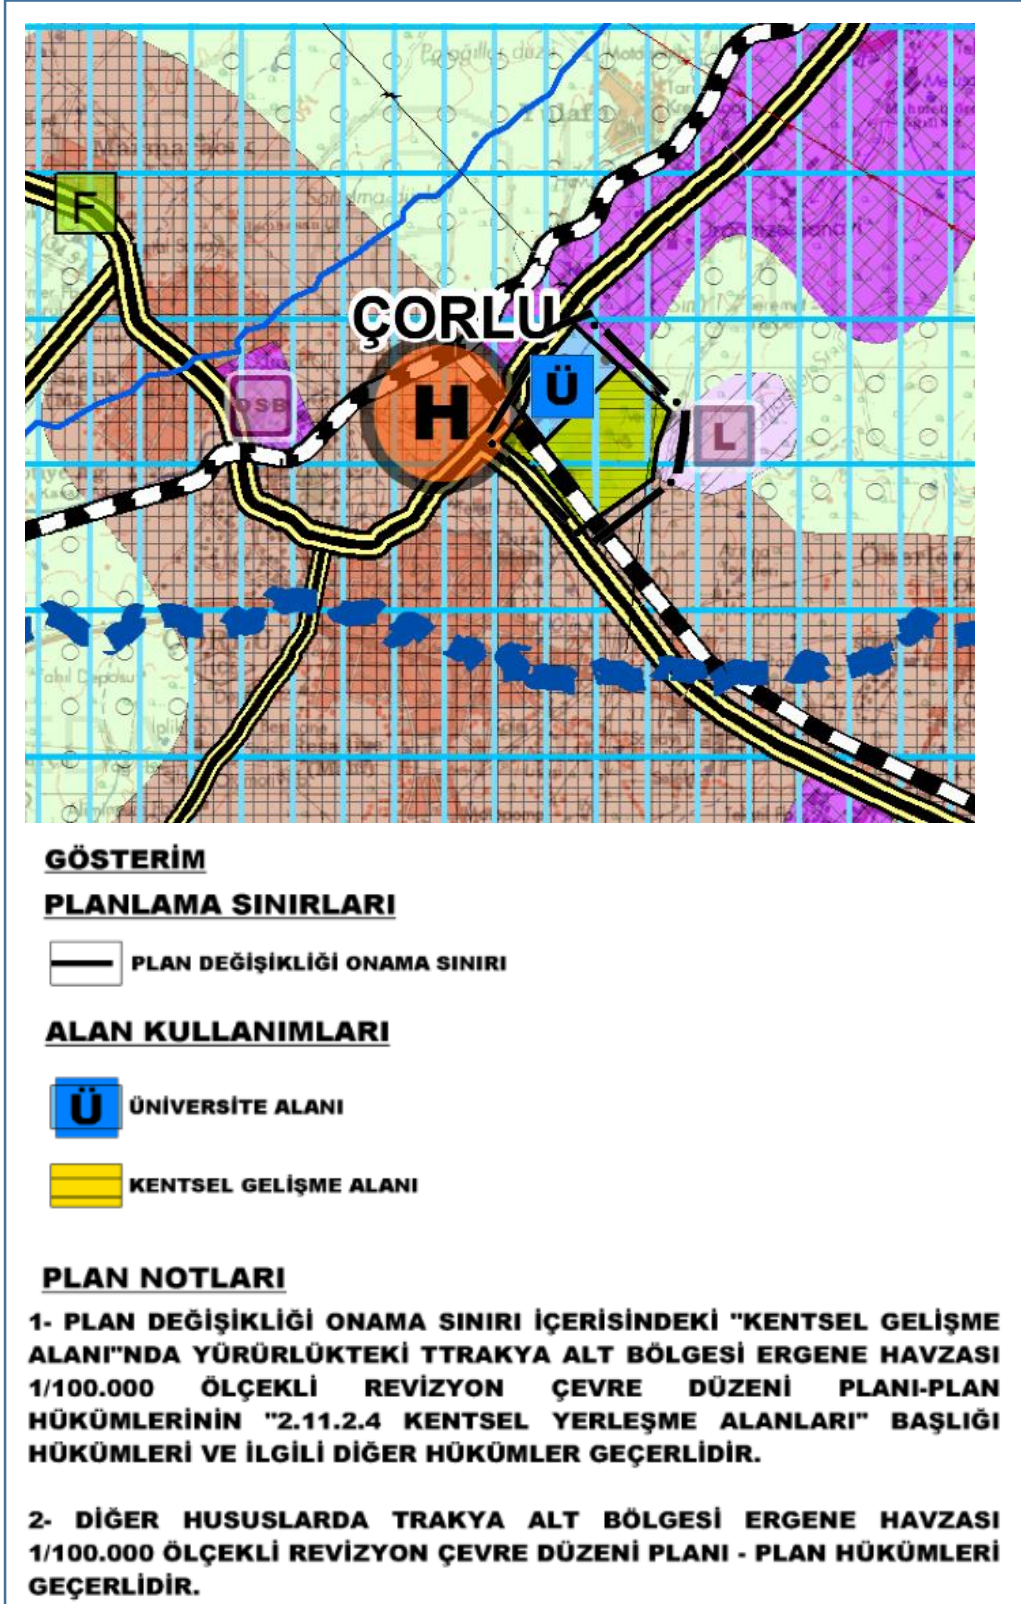 F
ÇORLU
OSB
H
Ü
L
GÖSTERİM
PLANLAMA SINIRLARI
PLAN DEĞİŞİKLİĞİ ONAMA SINIRI
ALAN KULLANIMLARI
Ü ÜNİVERSİTE ALANI
KENTSEL GELİŞME ALANI
PLAN NOTLARI
1- PLAN DEĞİŞİKLİĞİ ONAMA SINIRI İÇERİSİNDEKİ "KENTSEL GELİŞME
ALANI"NDA YÜRÜRLÜKTEKİ TTRAKYA ALT BÖLGESİ ERGENE HAVZASI
1/100.000 ÖLÇEKLİ REVİZYON ÇEVRE DÜZENİ PLANI-PLAN
HÜKÜMLERİNİN "2.11.2.4 KENTSEL YERLEŞME ALANLARI" BAŞLIĞI
HÜKÜMLERİ VE İLGİLİ DİĞER HÜKÜMLER GEÇERLİDİR.
2- DİĞER HUSUSLARDA TRAKYA ALT BÖLGESİ ERGENE HAVZASI
1/100.000 ÖLÇEKLİ REVİZYON ÇEVRE DÜZENİ PLANI - PLAN HÜKÜMLERİ
GEÇERLİDİR.